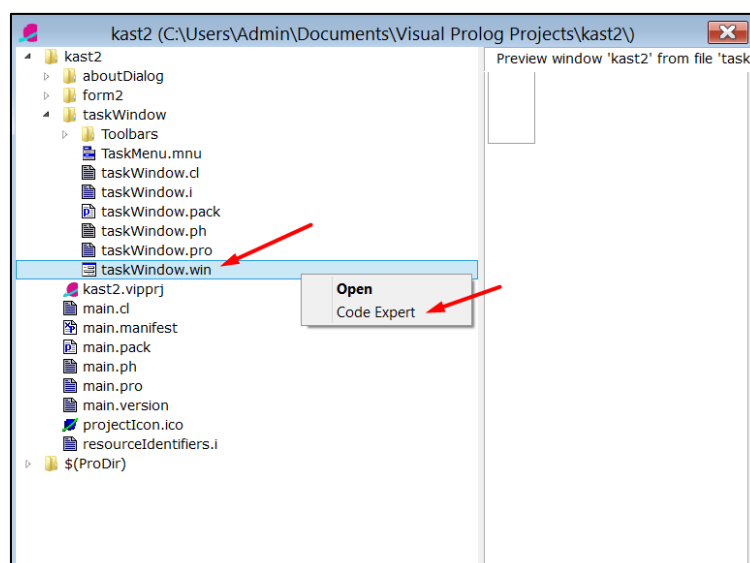 kast2 (C:\Users\Admin\Documents\Visual Prolog Projects\kast2\)
kast2
Preview window 'kast2' from file 'task
aboutDialog
form2
taskWindow
Toolbars
TaskMenu.mnu
taskWindow.cl
taskWindow.i
taskWindow.pack
taskWindow.ph
taskWindow.pro
taskWindow.win
Open
Code Expert
kast2.vipprj
main.cl
main.manifest
main.pack
main.ph
main.pro
main.version
projectIcon.ico
resourceIdentifiers.i
$(ProDir)